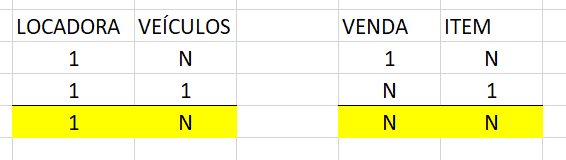 LOCADORA VEÍCULOS VENDA ITEM
1 N 1 N
1 1 N 1
1 N N N